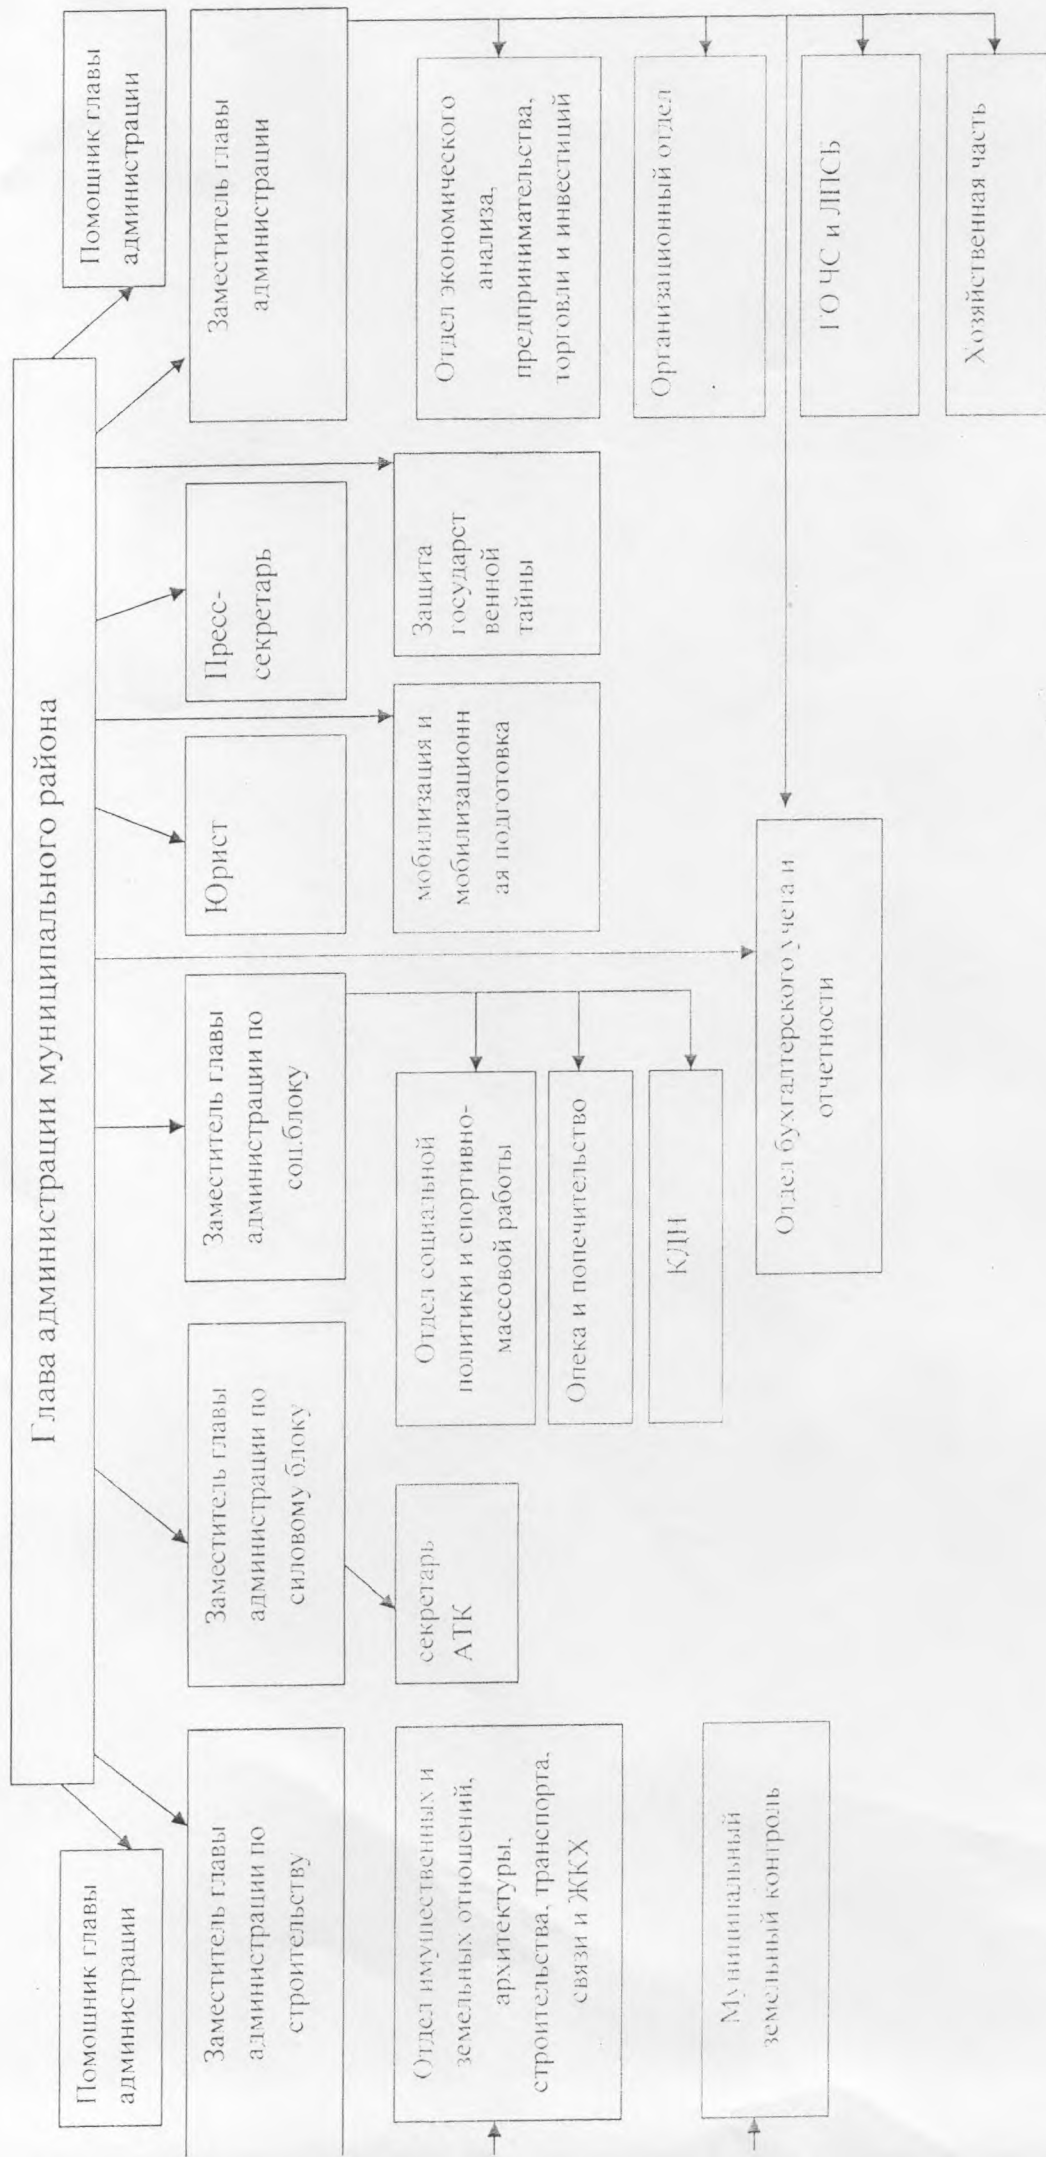 Глава администрации муниципального района
Помощник главы
администрации
Помощник главы
администрации
Заместитель главы
администрации по
строительству
Заместитель главы
администрации по
силовому блоку
Заместитель главы
администрации по
соц.блоку
Юрист
Пресс-
секретарь
Заместитель главы
администрации
Отдел имущественных и
земельных отношений,
архитектуры,
строительства, транспорта,
связи и ЖКХ
секретарь
АТК
Отдел социальной
политики и спортивно-
массовой работы
мобилизация и
мобилизационн
ая подготовка
Защита
государст
венной
тайны
Отдел экономического
анализа,
предпринимательства,
торговли и инвестиций
Опека и попечительство
Организационный отдел
Муниципальный
земельный контроль
КДН
Отдел бухгалтерского учета и
отчетности
ГО ЧС и ЛПСБ
Хозяйственная часть